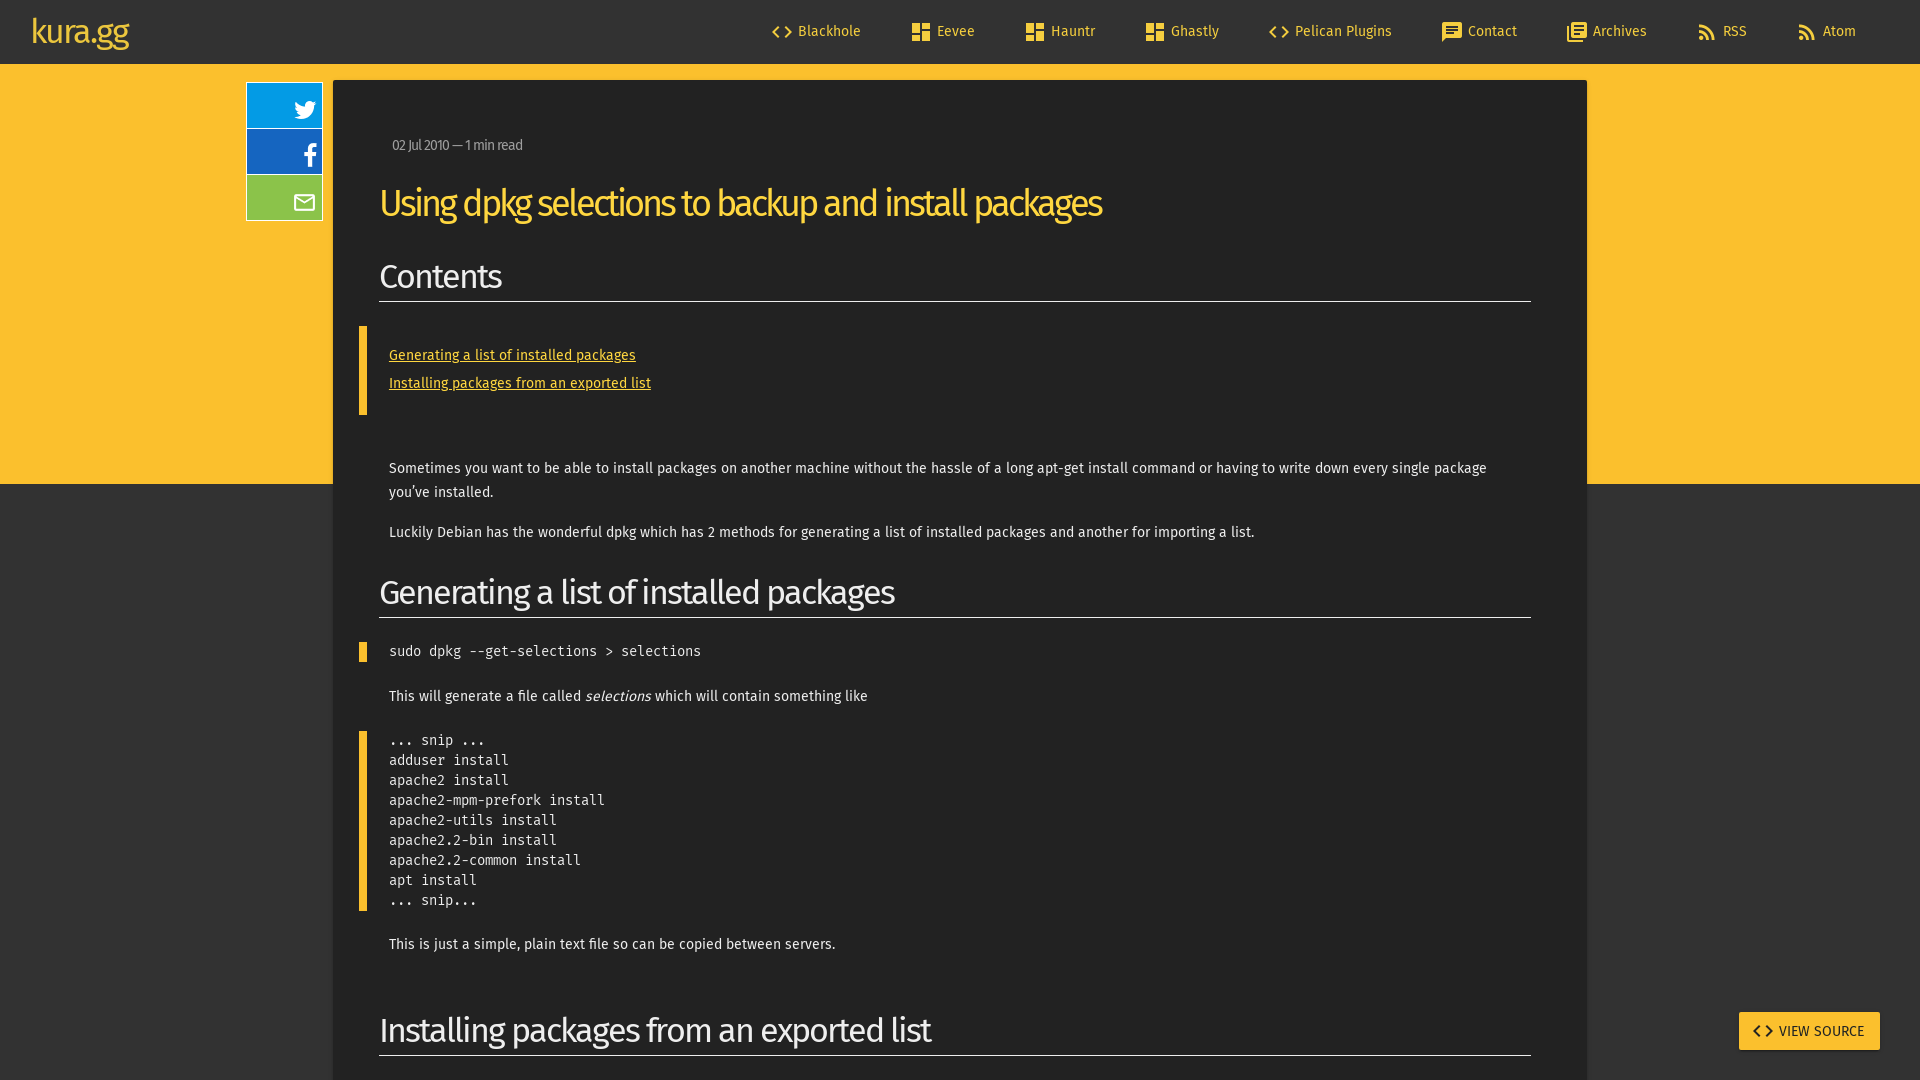 kura.gg
Blackhole
Eevee
Hauntr
Ghastly
Pelican Plugins
Contact
Archives
RSS
Atom
02 Jul 2010 — 1 min read
Using dpkg selections to backup and install packages
Contents
Generating a list of installed packages
Installing packages from an exported list
Sometimes you want to be able to install packages on another machine without the hassle of a long apt-get install command or having to write down every single package
you’ve installed.
Luckily Debian has the wonderful dpkg which has 2 methods for generating a list of installed packages and another for importing a list.
Generating a list of installed packages
sudo dpkg --get-selections > selections
This will generate a file called selections which will contain something like
... snip ...
adduser install
apache2 install
apache2-mpm-prefork install
apache2-utils install
apache2.2-bin install
apache2.2-common install
apt install
... snip...
This is just a simple, plain text file so can be copied between servers.
Installing packages from an exported list
VIEW SOURCE